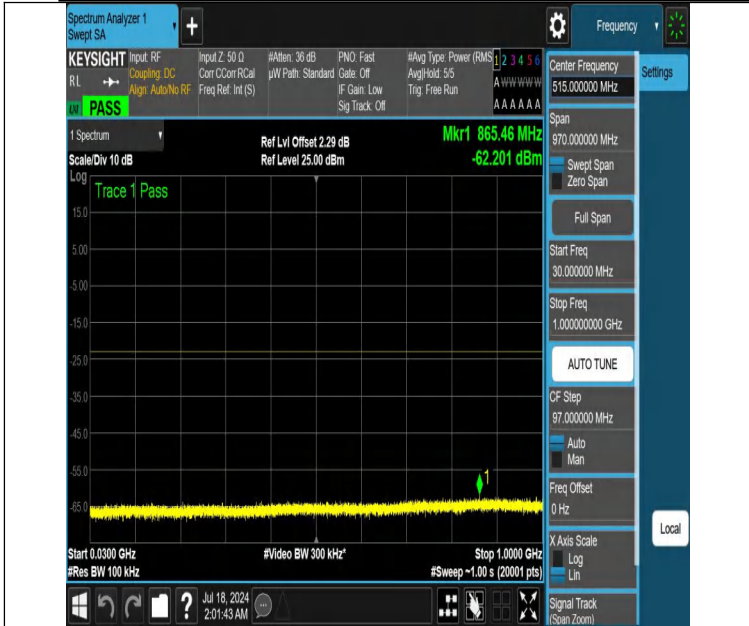 Spectrum Analyzer 1
Swept SA
+
Frequency
KEYSIGHT
RL
PASS
Input: RF
Coupling: DC
Align: Auto/No RF
Input Z: 50 Ω
Corr CCorr RCal
Freq Ref: Int (S)
#Atten: 36 dB
µW Path: Standard
PNO: Fast
Gate: Off
IF Gain: Low
Sig Track: Off
#Avg Type: Power (RMS
Avg|Hold: 5/5
Trig: Free Run
1 2 3 4 5 6
A W W W W W
A A A A A A
1 Spectrum
Scale/Div 10 dB
Ref Lvl Offset 2.29 dB
Ref Level 25.00 dBm
Mkr1 865.46 MHz
-62.201 dBm
Log
Trace 1 Pass
15.0
5.00
-5.00
-15.0
-25.0
-35.0
-45.0
-55.0
-65.0
1
Start 0.0300 GHz
#Res BW 100 kHz
#Video BW 300 kHz*
Stop 1.0000 GHz
#Sweep ~1.00 s (20001 pts)
?
Jul 18, 2024
2:01:43 AM
Center Frequency
515.000000 MHz
Settings
Span
970.000000 MHz
Swept Span
Zero Span
Full Span
Start Freq
30.000000 MHz
Stop Freq
1.000000000 GHz
AUTO TUNE
CF Step
97.000000 MHz
Auto
Man
Freq Offset
0 Hz
X Axis Scale
Log
Lin
Local
Signal Track
(Span Zoom)